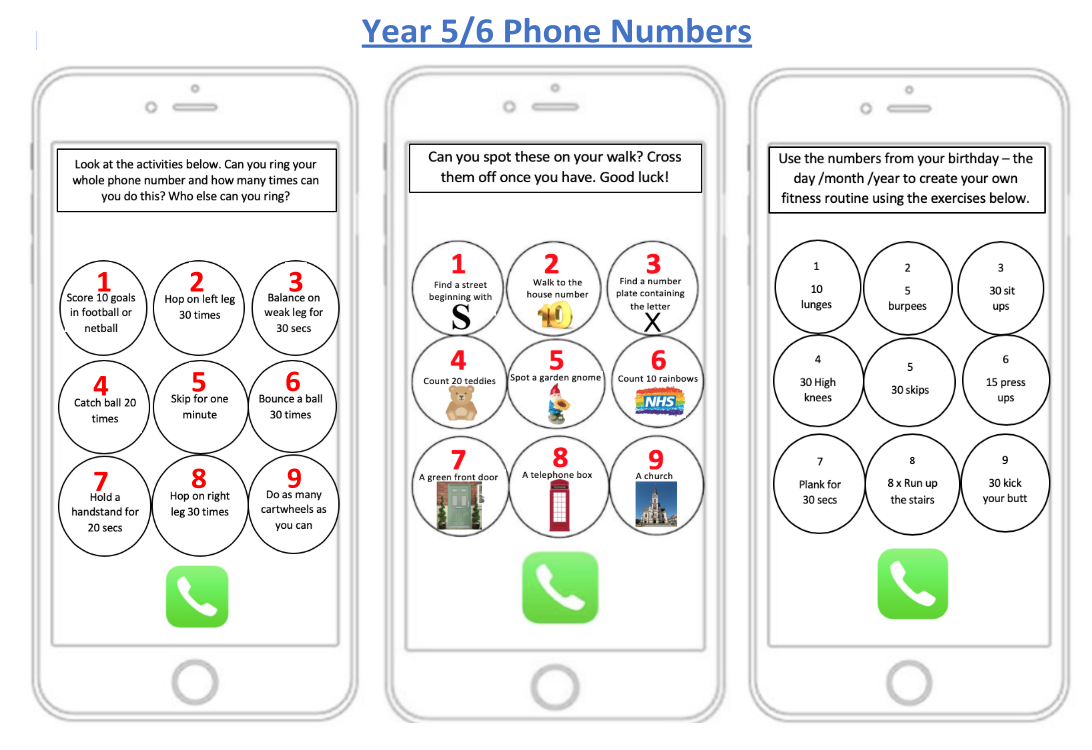 Year 5/6 Phone Numbers
Look at the activities below. Can you ring your
whole phone number and how many times can
you do this? Who else can you ring?
1
Score 10 goals
in football or
netball
2
Hop on left leg
30 times
3
Balance on
weak leg for
30 secs
4
Catch ball 20
times
5
Skip for one
minute
6
Bounce a ball
30 times
7
Hold a
handstand for
20 secs
8
Hop on right
leg 30 times
9
Do as many
cartwheels as
you can
Can you spot these on your walk? Cross
them off once you have. Good luck!
1
Find a street
beginning with
S
2
Walk to the
house number
10
3
Find a number
plate containing
the letter
X
4
Count 20 teddies
5
Spot a garden gnome
6
Count 10 rainbows
NHS
7
A green front door
8
A telephone box
9
A church
Use the numbers from your birthday – the
day /month /year to create your own
fitness routine using the exercises below.
1
10
lunges
2
5
burpees
3
30 sit
ups
4
30 High
knees
5
30 skips
6
15 press
ups
7
Plank for
30 secs
8
8 x Run up
the stairs
9
30 kick
your butt